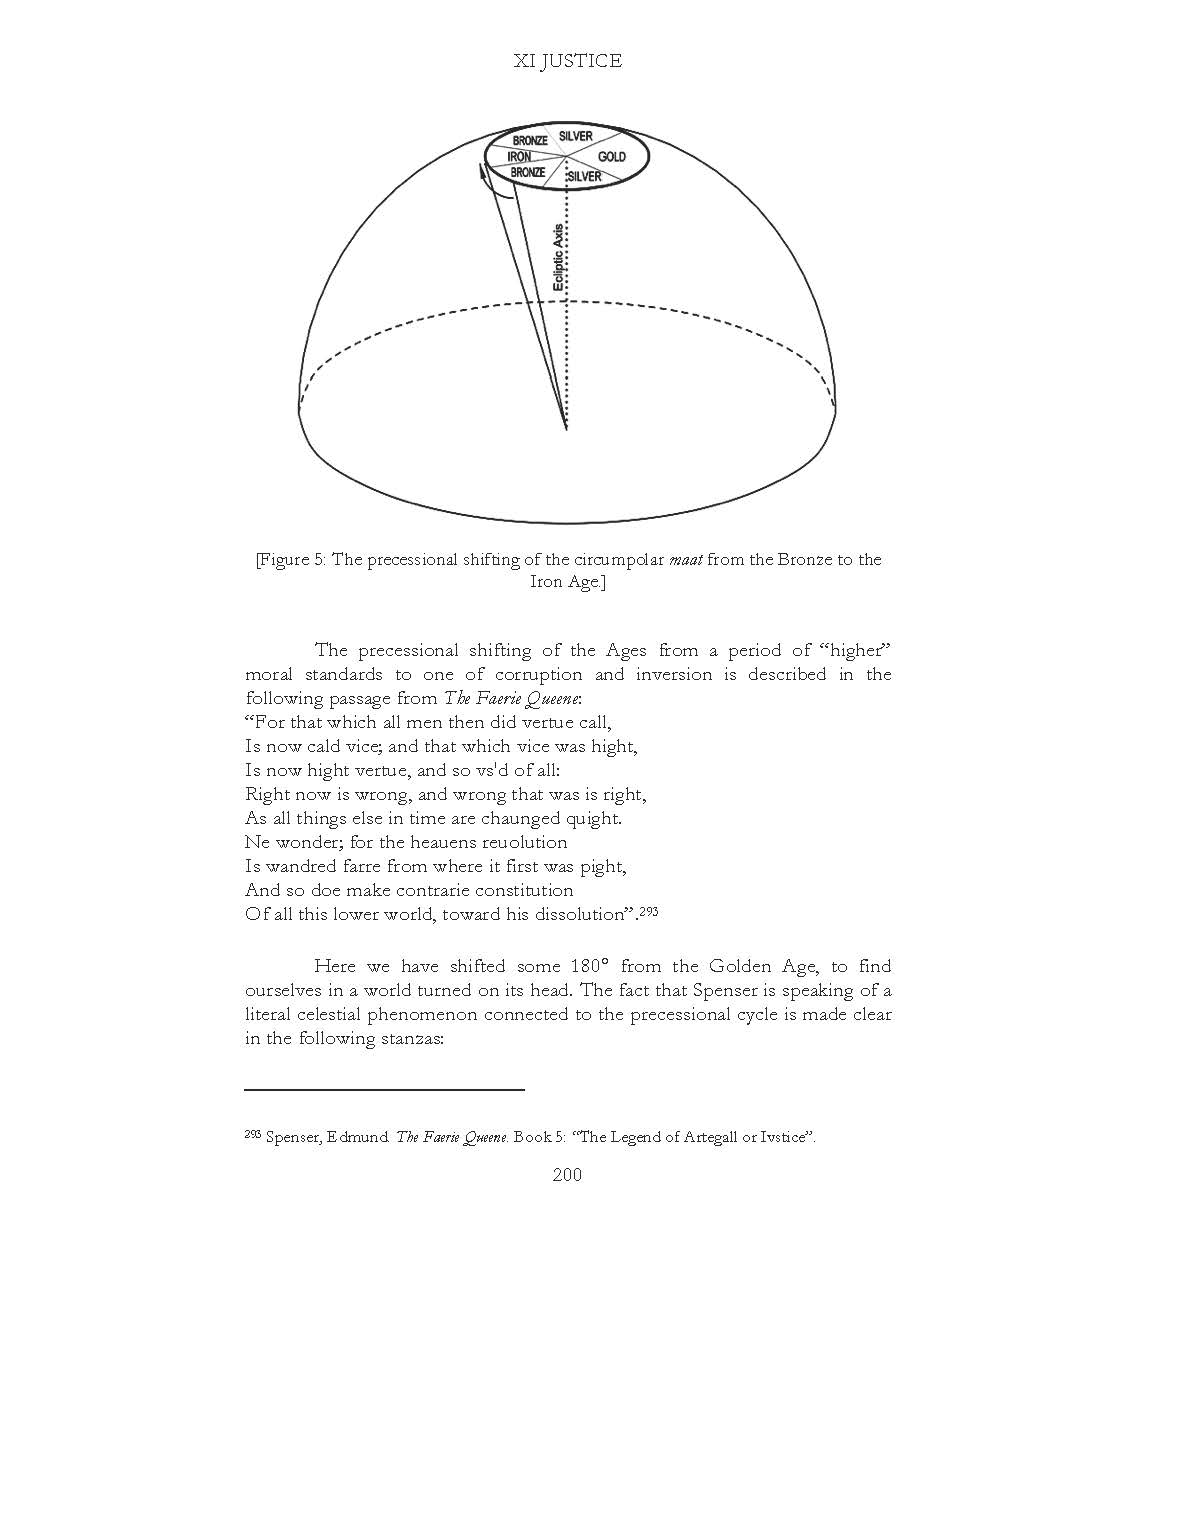 XI JUSTICE
BRONZE
SILVER
IRON
GOLD
BRONZE
SILVER
Ecliptic Axis
[Figure 5: The precessional shifting of the circumpolar maat from the Bronze to the
Iron Age.]
The precessional shifting of the Ages from a period of “higher”
moral standards to one of corruption and inversion is described in the
following passage from The Faerie Queene:
“For that which all men then did vertue call,
Is now cald vice; and that which vice was hight,
Is now hight vertue, and so vs'd of all:
Right now is wrong, and wrong that was is right,
As all things else in time are chaunged quight.
Ne wonder; for the heauens reuolution
Is wandred farre from where it first was pight,
And so doe make contrarie constitution
Of all this lower world, toward his dissolution”.293
Here we have shifted some 180° from the Golden Age, to find
ourselves in a world turned on its head. The fact that Spenser is speaking of a
literal celestial phenomenon connected to the precessional cycle is made clear
in the following stanzas:
293 Spenser, Edmund. The Faerie Queene. Book 5: “The Legend of Artegall or Ivstice”.
200